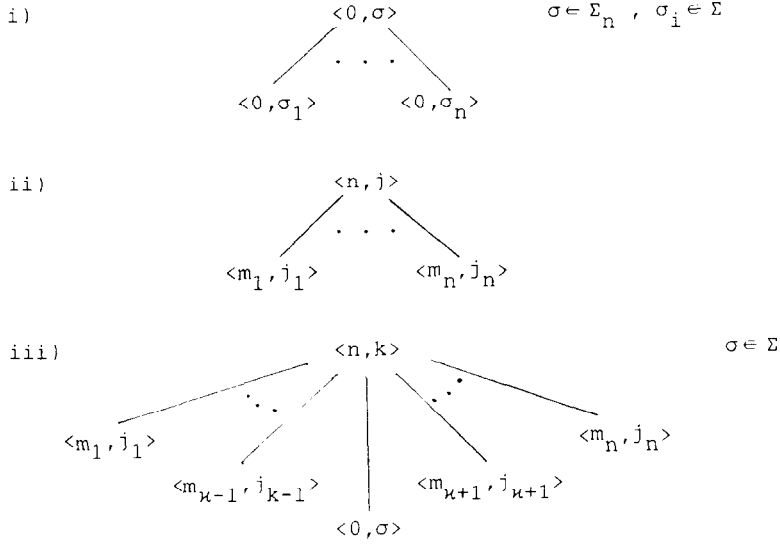 i) <0,σ> σ ∈ Σₙ , σᵢ ∈ Σ
. . .
<0,σ₁> <0,σₙ>
ii) <n,j>
. . .
<m₁,j₁> <mₙ,jₙ>
iii) <n,k> σ ∈ Σ
<m₁,j₁> <mₙ,jₙ>
<mϰ₋₁,jₖ₋₁> <mϰ₊₁,jϰ₊₁>
<0,σ>